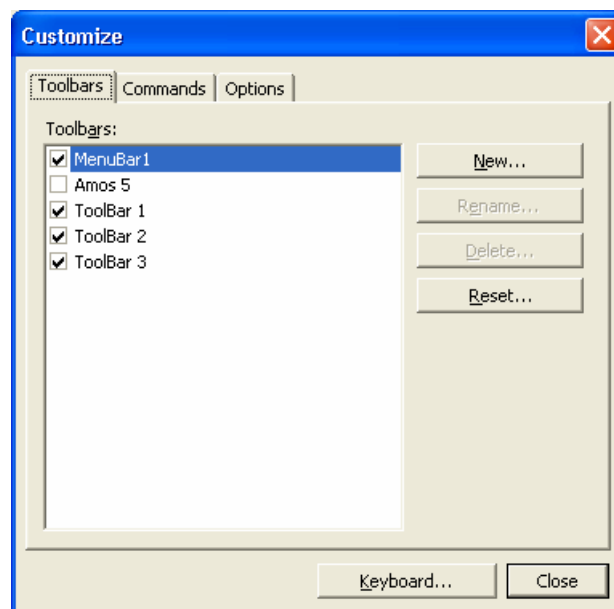 Customize
Toolbars Commands Options
Toolbars:
MenuBar1
Amos 5
ToolBar 1
ToolBar 2
ToolBar 3
New...
Rename...
Delete...
Reset...
Keyboard... Close